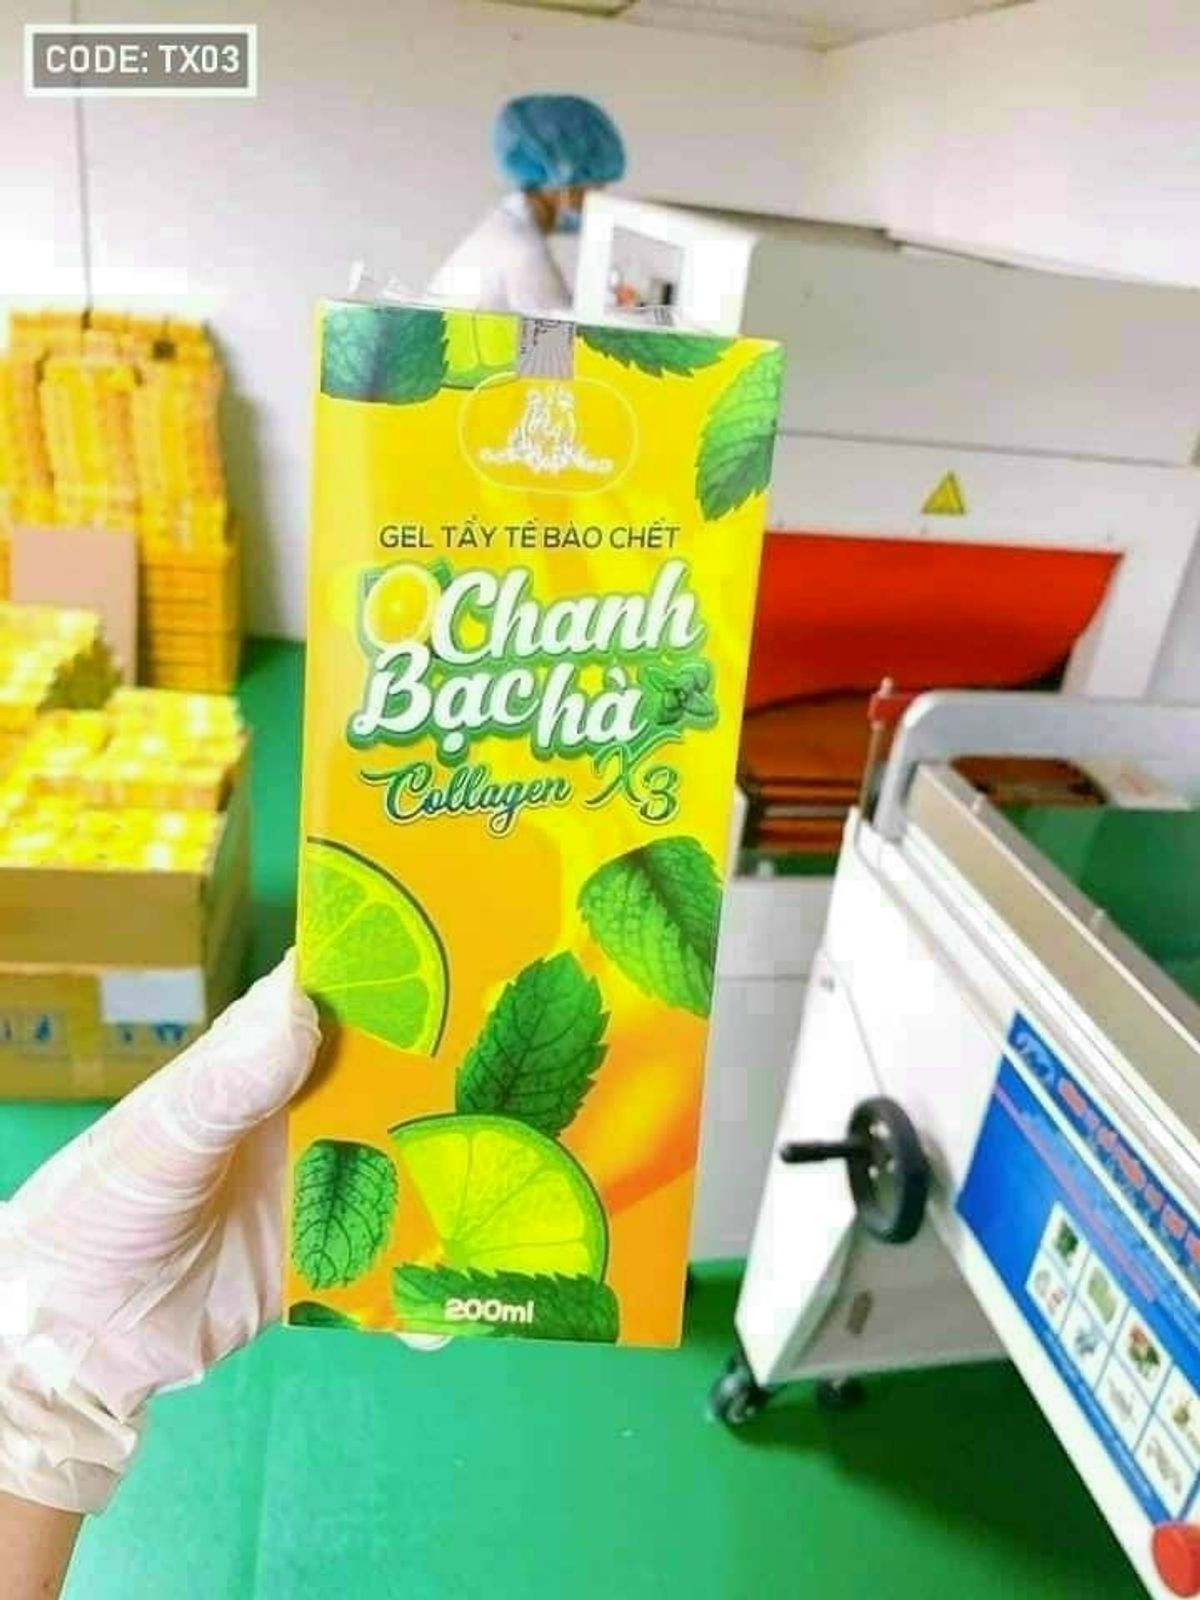 CODE: TX03
GEL TẨY TẾ BÀO CHẾT
Chanh
Bạc hà
Collagen X3
200ml